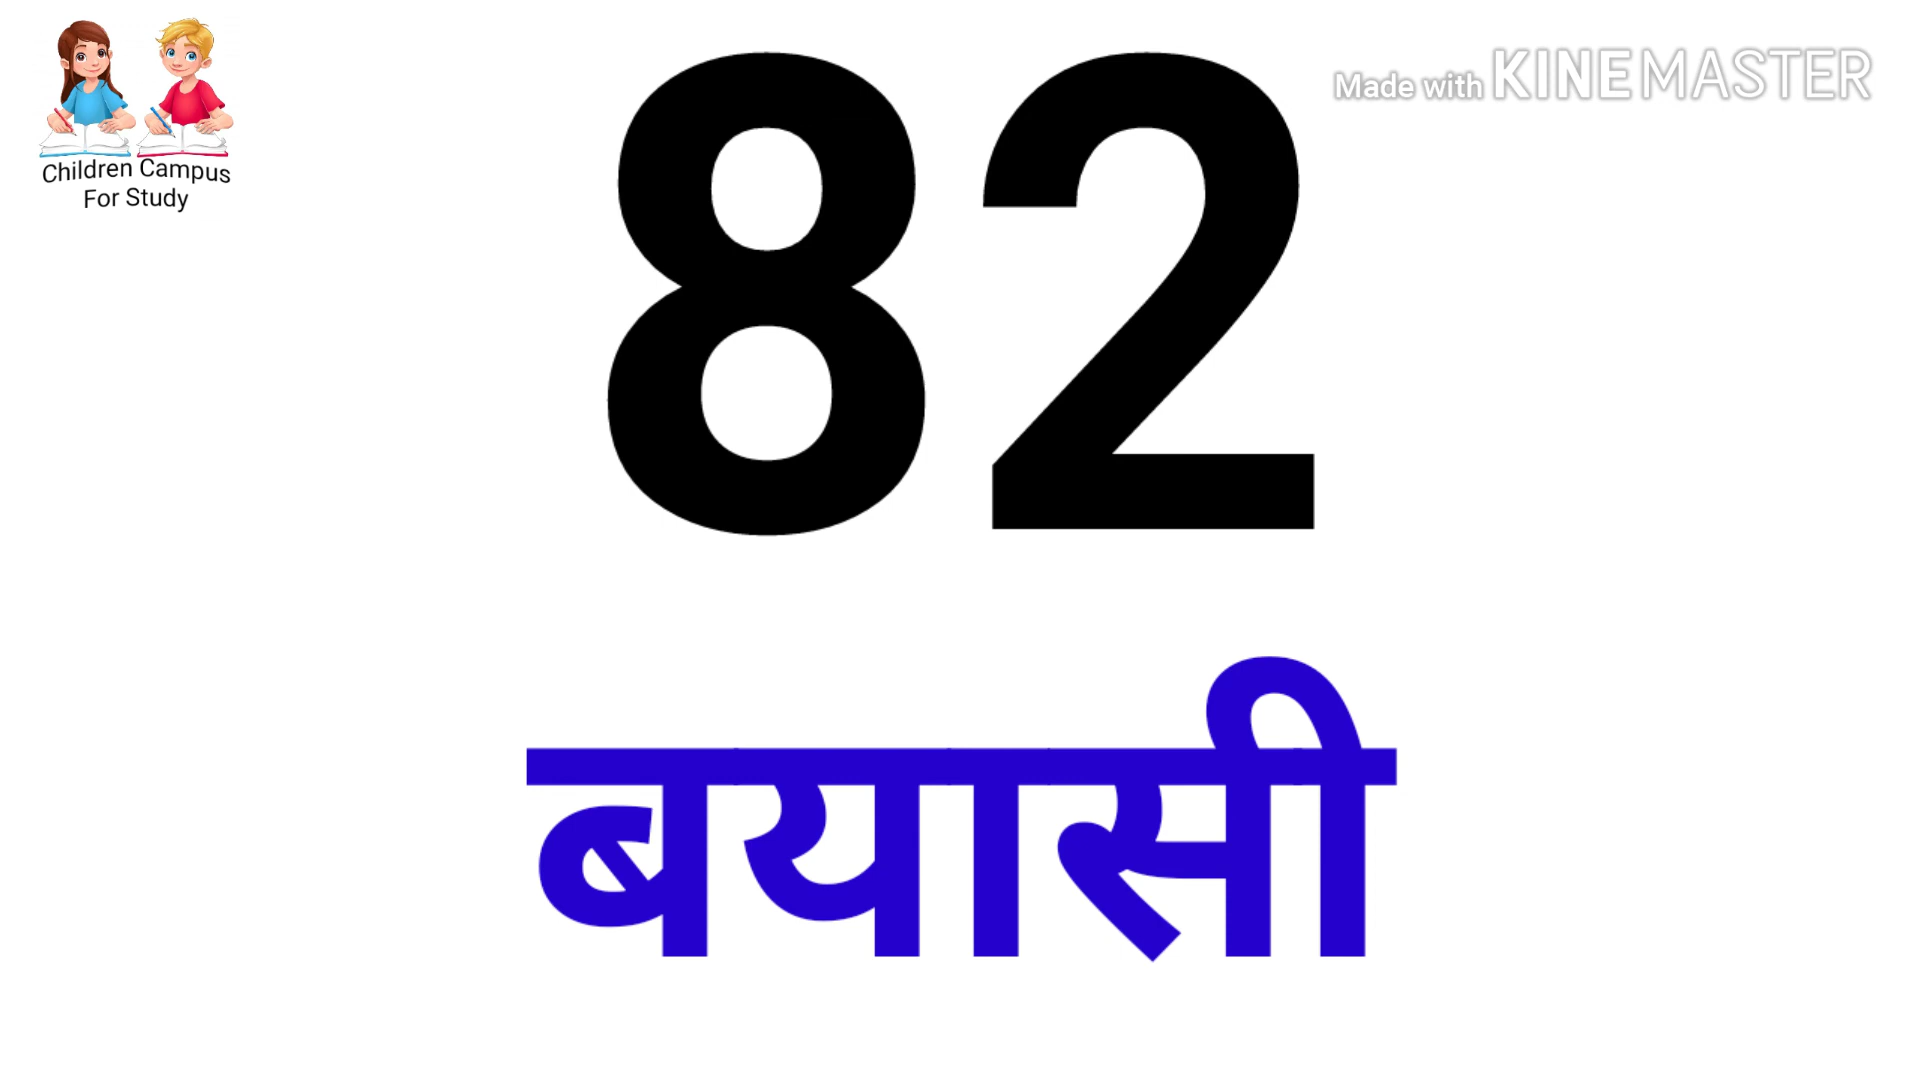 Children Campus
For Study
82
Made with KINEMASTER
बयासी